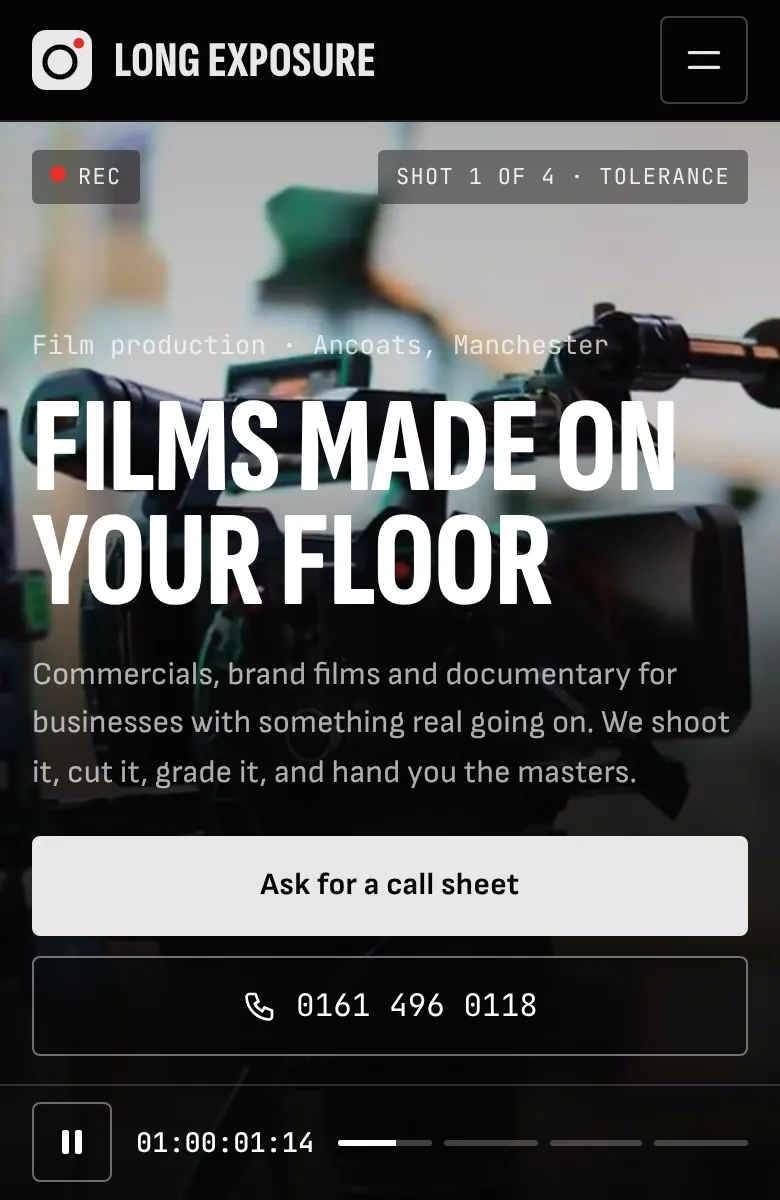 LONG EXPOSURE
REC
SHOT 1 OF 4 · TOLERANCE
Film production · Ancoats, Manchester
FILMS MADE ON
YOUR FLOOR
Commercials, brand films and documentary for
businesses with something real going on. We shoot
it, cut it, grade it, and hand you the masters.
Ask for a call sheet
0161 496 0118
01:00:01:14